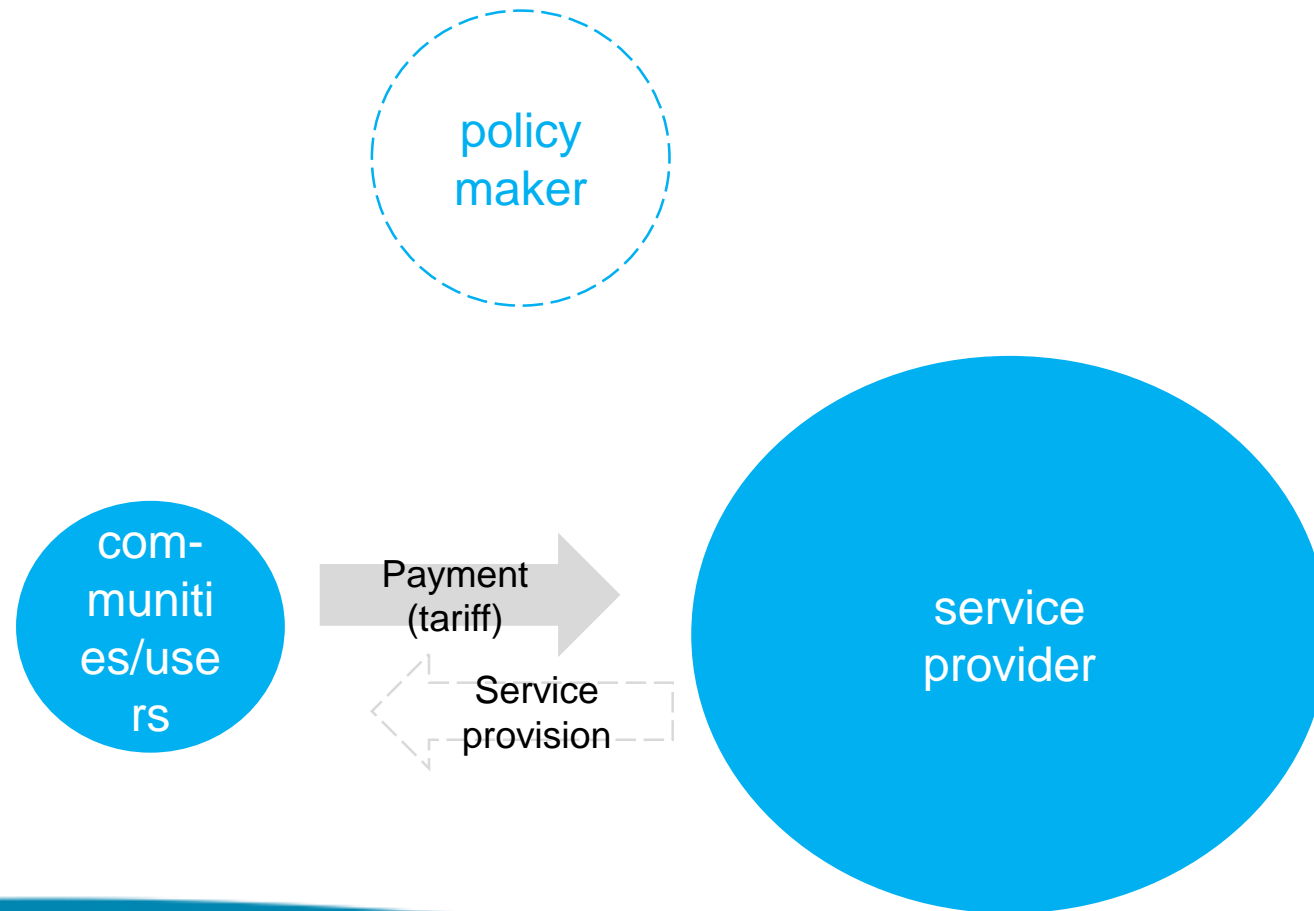 policy
maker
com-
muniti
es/use
rs
Payment
(tariff)
Service
provision
service
provider